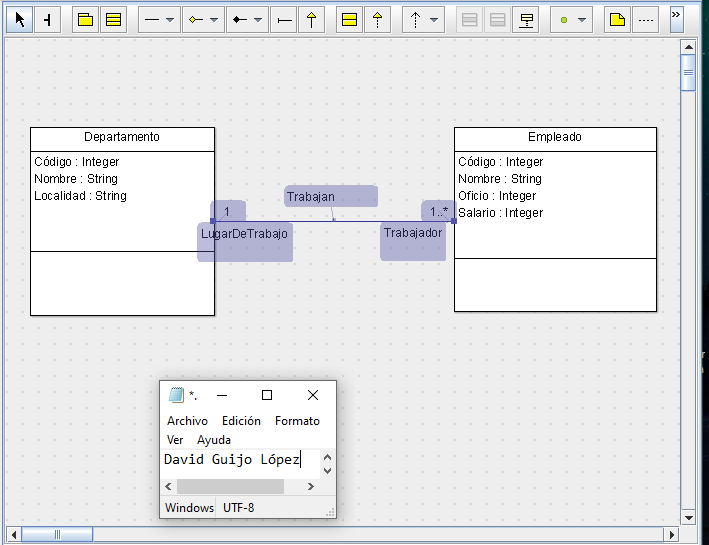 Departamento
Código : Integer
Nombre : String
Localidad : String
Empleado
Código : Integer
Nombre : String
Oficio : Integer
Salario : Integer
Trabajan
1
1..*
LugarDeTrabajo
Trabajador
*.
Archivo Edición Formato
Ver Ayuda
David Guijo López
Windows UTF-8